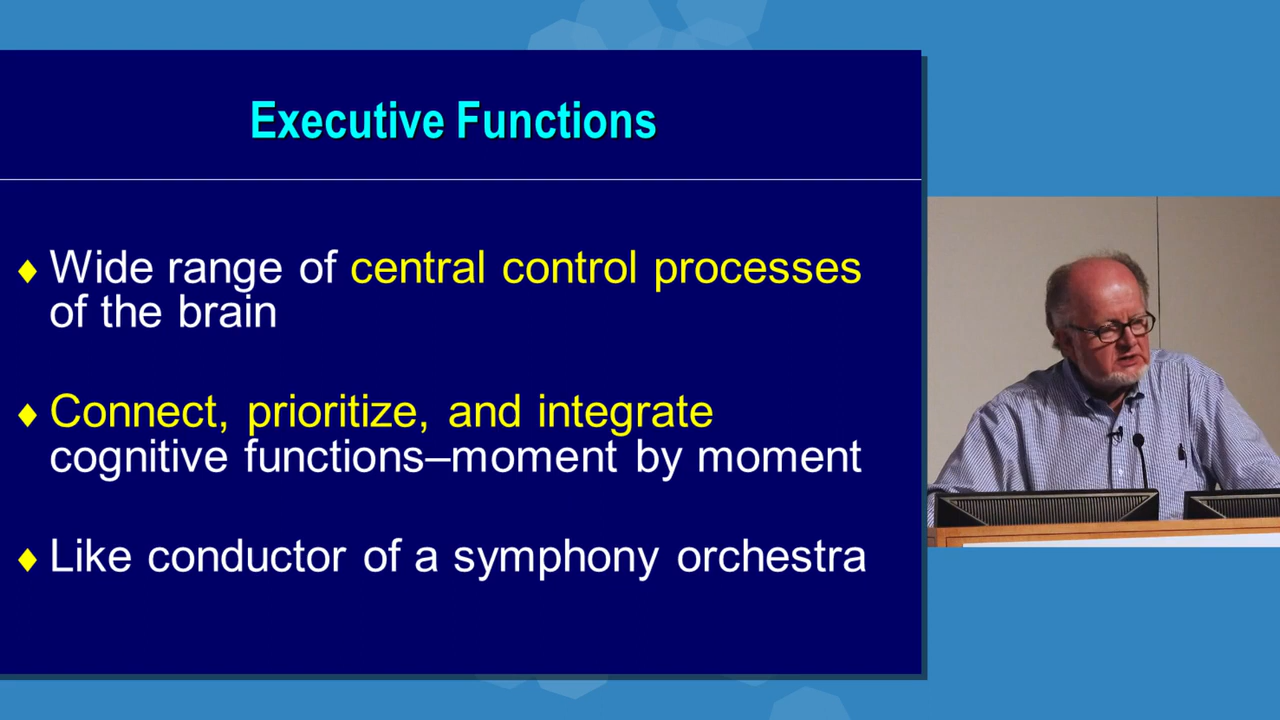 Executive Functions
♦ Wide range of central control processes
of the brain
♦ Connect, prioritize, and integrate
cognitive functions–moment by moment
♦ Like conductor of a symphony orchestra